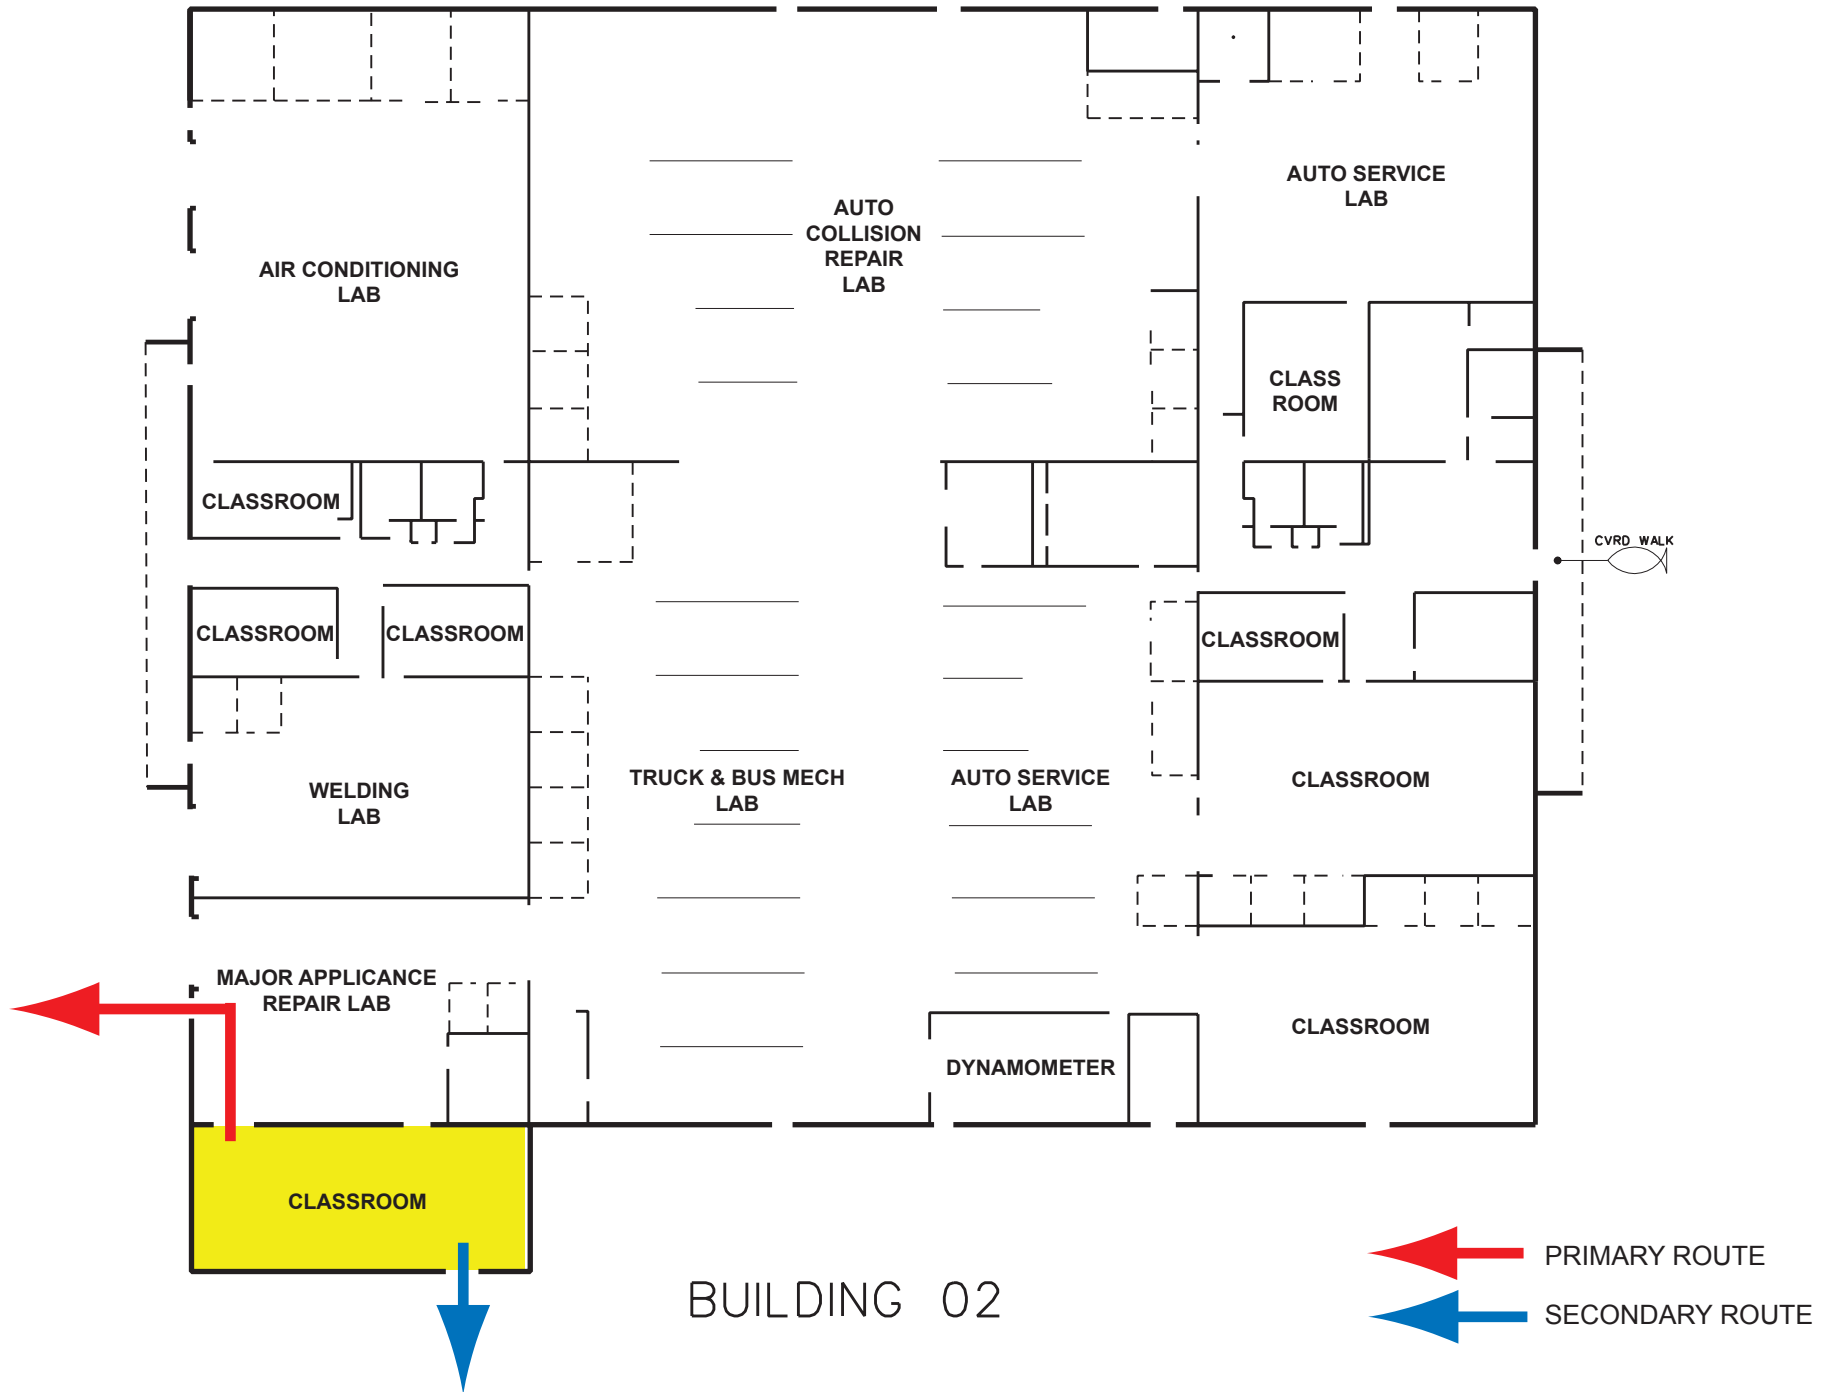 AUTO SERVICE
LAB
AUTO
COLLISION
REPAIR
LAB
AIR CONDITIONING
LAB
CLASS
ROOM
CLASSROOM
CVRD WALK
CLASSROOM
CLASSROOM
CLASSROOM
WELDING
LAB
TRUCK & BUS MECH
LAB
AUTO SERVICE
LAB
CLASSROOM
MAJOR APPLICANCE
REPAIR LAB
CLASSROOM
DYNAMOMETER
CLASSROOM
BUILDING 02
PRIMARY ROUTE
SECONDARY ROUTE